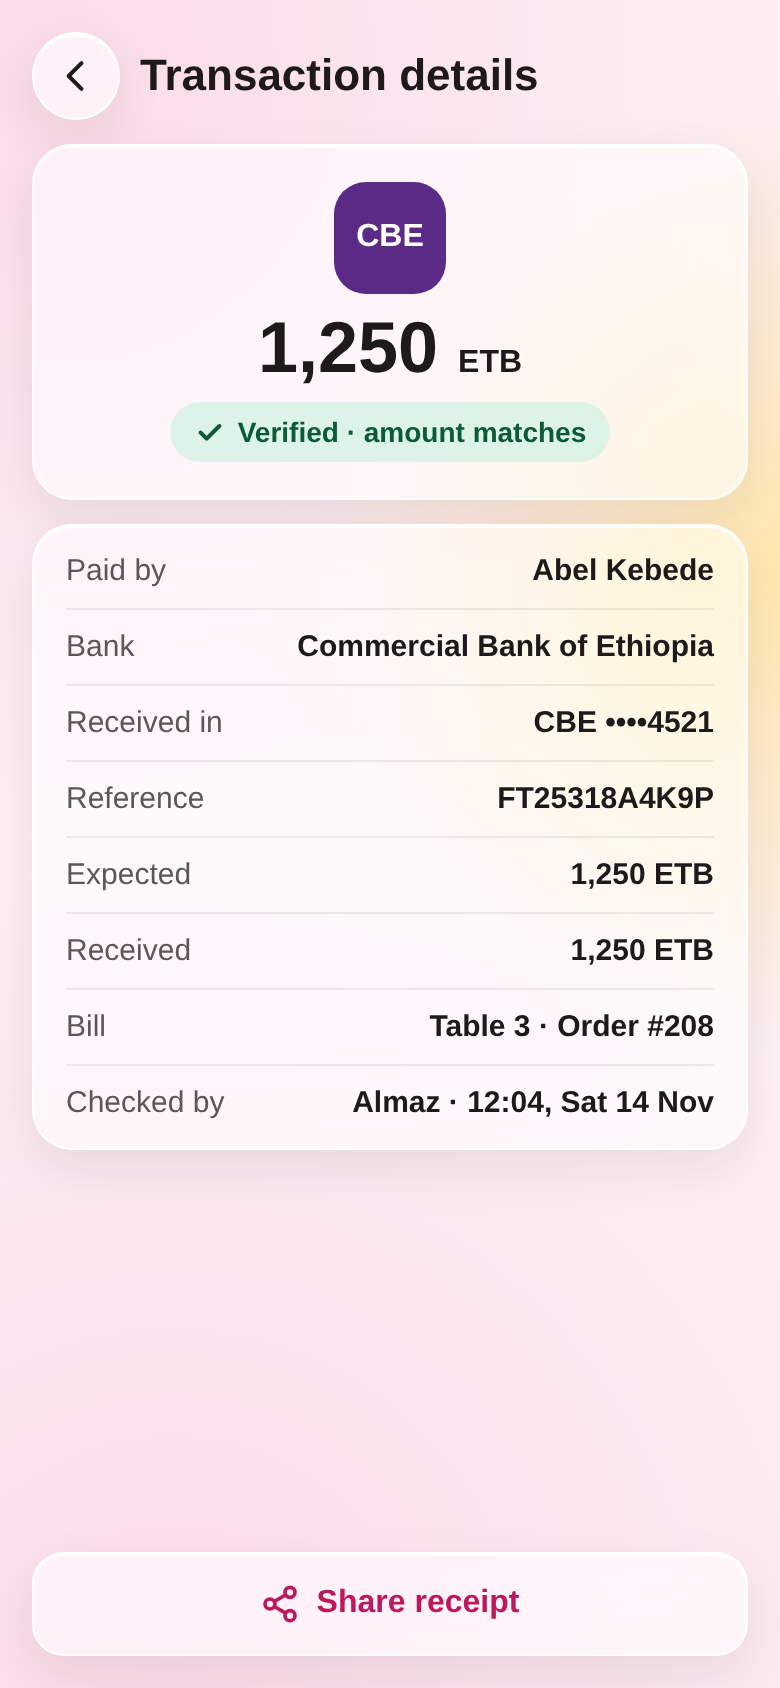 Transaction details
CBE
1,250 ETB
Verified · amount matches
Paid by Abel Kebede
Bank Commercial Bank of Ethiopia
Received in CBE ••••4521
Reference FT25318A4K9P
Expected 1,250 ETB
Received 1,250 ETB
Bill Table 3 · Order #208
Checked by Almaz · 12:04, Sat 14 Nov
Share receipt